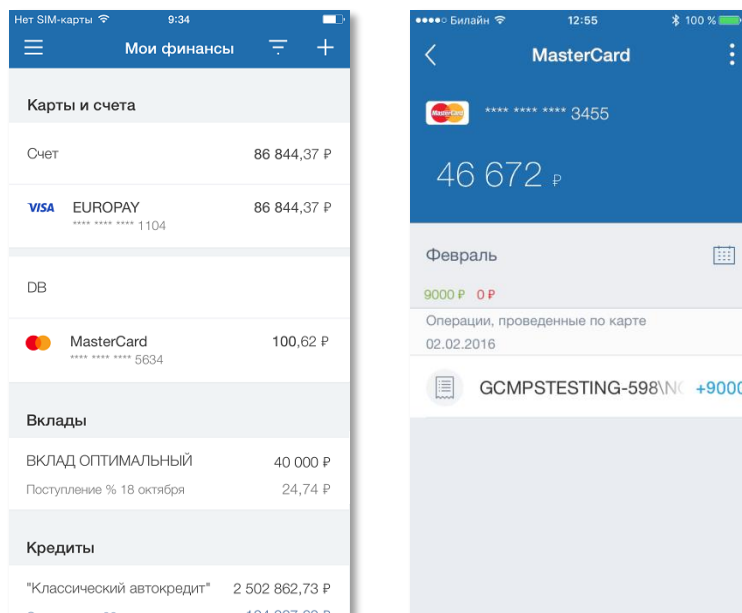 Нет SIM-карты 9:34
Мои финансы
Карты и счета
Счет 86 844,37 ₽
VISA EUROPAY 86 844,37 ₽
**** **** **** 1104
DB
MasterCard 100,62 ₽
**** **** **** 5634
Вклады
ВКЛАД ОПТИМАЛЬНЫЙ 40 000 ₽
Поступление % 18 октября 24,74 ₽
Кредиты
"Классический автокредит" 2 502 862,73 ₽
Билайн 12:55 100 %
MasterCard
MasterCard **** **** **** 3455
46 672 ₽
Февраль
9000 ₽ 0 ₽
Операции, проведенные по карте
02.02.2016
GCMPSTESTING-598\ +9000